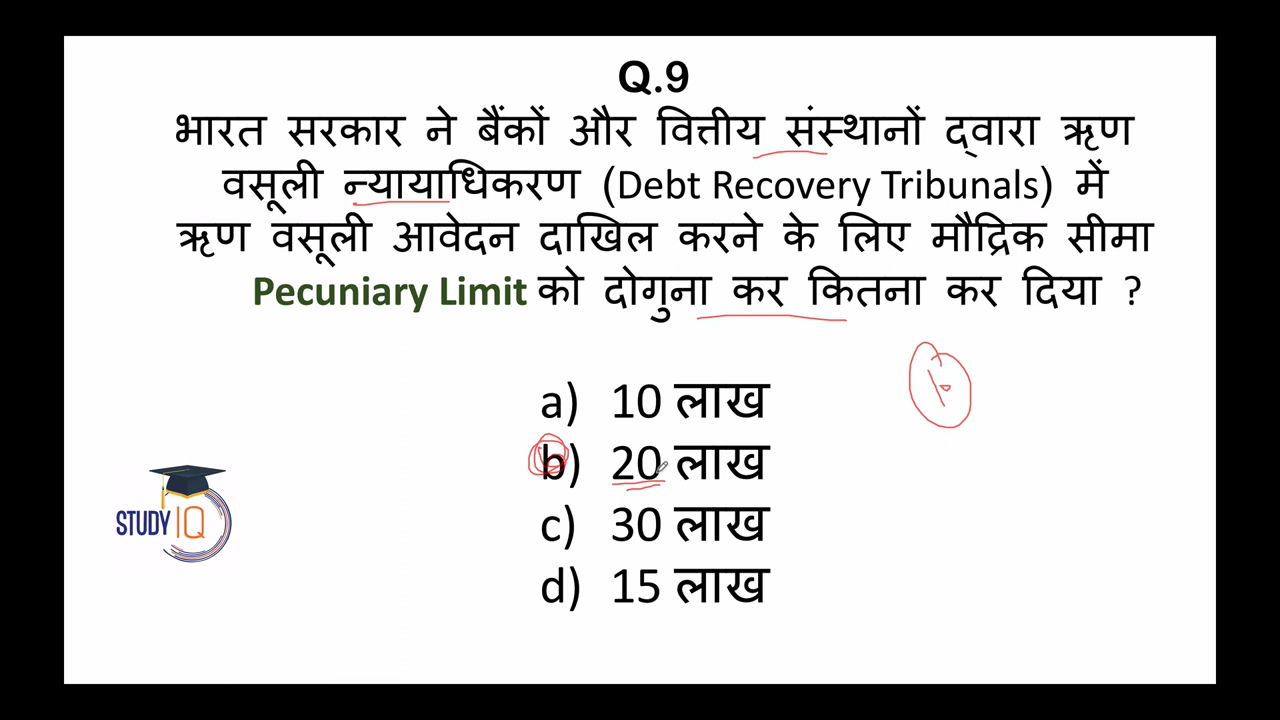 Q.9
भारत सरकार ने बैंकों और वित्तीय संस्थानों द्वारा ऋण
वसूली न्यायाधिकरण (Debt Recovery Tribunals) में
ऋण वसूली आवेदन दाखिल करने के लिए मौद्रिक सीमा
Pecuniary Limit को दोगुना कर कितना कर दिया ?
a) 10 लाख
b) 20 लाख
c) 30 लाख
d) 15 लाख
STUDY IQ